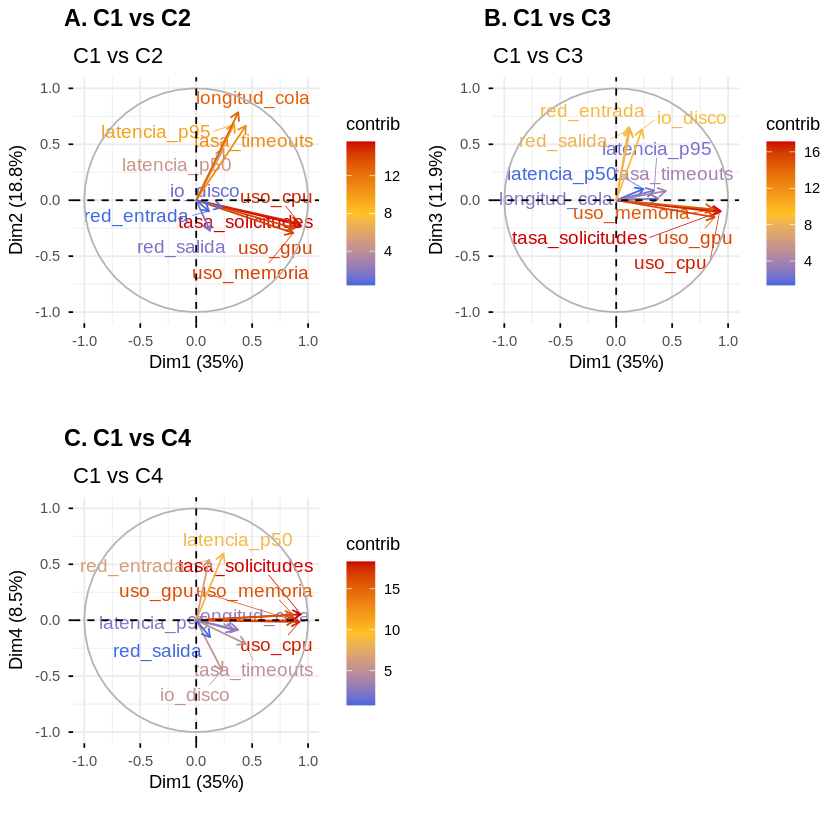 A. C1 vs C2
C1 vs C2
1.0
0.5
0.0
-0.5
-1.0
-1.0
-0.5
0.0
0.5
1.0
Dim2 (18.8%)
Dim1 (35%)
longitud_cola
latencia_p95
tasa_timeouts
latencia_p50
io_disco
uso_cpu
red_entrada
tasa_solicitudes
red_salida
uso_gpu
uso_memoria
contrib
12
8
4
B. C1 vs C3
C1 vs C3
1.0
0.5
0.0
-0.5
-1.0
-1.0
-0.5
0.0
0.5
1.0
Dim3 (11.9%)
Dim1 (35%)
red_entrada
io_disco
red_salida
latencia_p95
latencia_p50
tasa_timeouts
longitud_cola
uso_memoria
tasa_solicitudes
uso_gpu
uso_cpu
contrib
16
12
8
4
C. C1 vs C4
C1 vs C4
1.0
0.5
0.0
-0.5
-1.0
-1.0
-0.5
0.0
0.5
1.0
Dim4 (8.5%)
Dim1 (35%)
latencia_p50
red_entrada
tasa_solicitudes
uso_gpu
uso_memoria
longitud_cola
latencia_p95
uso_cpu
red_salida
tasa_timeouts
io_disco
contrib
15
10
5